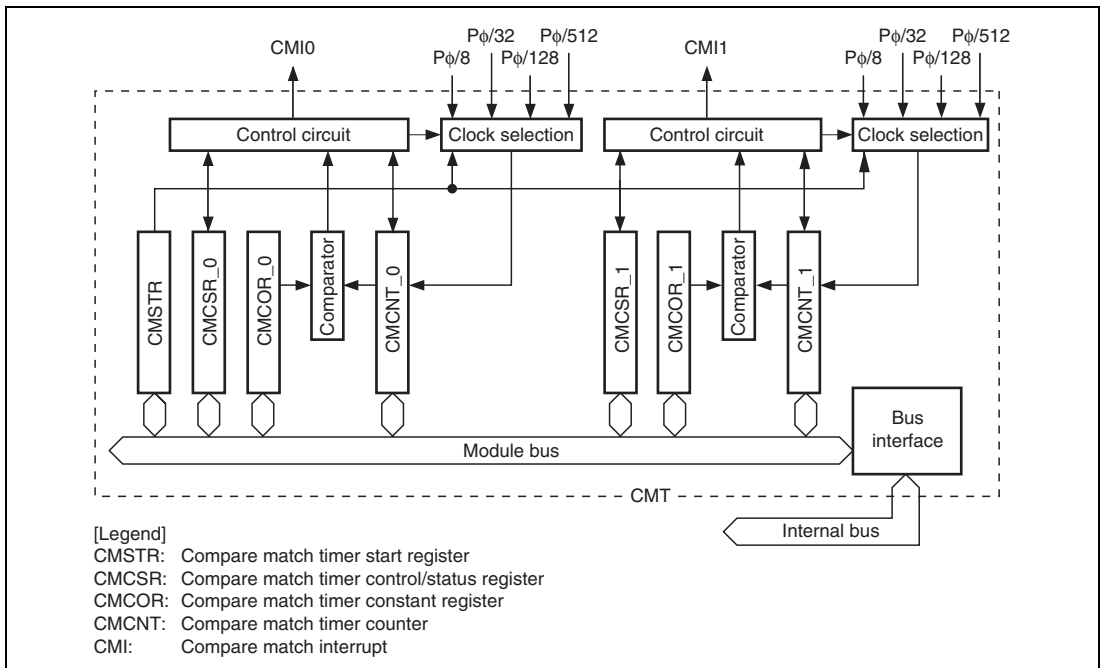 CMI0
Pφ/32 Pφ/512
Pφ/8 Pφ/128
CMI1
Pφ/32 Pφ/512
Pφ/8 Pφ/128
Control circuit
Clock selection
Control circuit
Clock selection
CMSTR
CMCSR_0
CMCOR_0
Comparator
CMCNT_0
CMCSR_1
CMCOR_1
Comparator
CMCNT_1
Bus
interface
Module bus
CMT
Internal bus
[Legend]
CMSTR: Compare match timer start register
CMCSR: Compare match timer control/status register
CMCOR: Compare match timer constant register
CMCNT: Compare match timer counter
CMI: Compare match interrupt